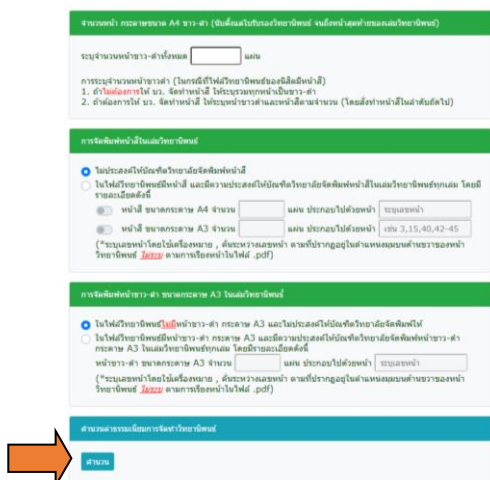 จำนวนหน้า กระดาษขนาด A4 ขาว-ดำ (นับตั้งแต่ใบรับรองวิทยานิพนธ์ จนถึงหน้าสุดท้ายของเล่มวิทยานิพนธ์)
ระบุจำนวนหน้าขาว-ดำทั้งหมด แผ่น
การระบุจำนวนหน้าขาวดำ (ในกรณีที่ไฟล์วิทยานิพนธ์ของนิสิตมีหน้าสี)
1. ถ้าไม่ต้องการให้ บว. จัดทำหน้าสี ให้ระบุรวมทุกหน้าเป็นขาว-ดำ
2. ถ้าต้องการให้ บว. จัดทำหน้าสี ให้ระบุหน้าขาวดำและหน้าสีตามจำนวน (โดยสั่งทำหน้าสีในลำดับถัดไป)
การจัดพิมพ์หน้าสีในเล่มวิทยานิพนธ์
ไม่ประสงค์ให้บัณฑิตวิทยาลัยจัดพิมพ์หน้าสี
ในไฟล์วิทยานิพนธ์มีหน้าสี และมีความประสงค์ให้บัณฑิตวิทยาลัยจัดพิมพ์หน้าสีในเล่มวิทยานิพนธ์ทุกเล่ม โดยมี
รายละเอียดดังนี้
หน้าสี ขนาดกระดาษ A4 จำนวน แผ่น ประกอบไปด้วยหน้า ระบุเลขหน้า
หน้าสี ขนาดกระดาษ A3 จำนวน แผ่น ประกอบไปด้วยหน้า เช่น 3,15,40,42-45
(*ระบุเลขหน้าโดยใช้เครื่องหมาย , คั่นระหว่างเลขหน้า ตามที่ปรากฏอยู่ในตำแหน่งมุมบนด้านขวาของหน้า
วิทยานิพนธ์ ไม่ระบุ ตามการเรียงหน้าในไฟล์ .pdf)
การจัดพิมพ์หน้าขาว-ดำ ขนาดกระดาษ A3 ในเล่มวิทยานิพนธ์
ในไฟล์วิทยานิพนธ์ไม่มีหน้าขาว-ดำ กระดาษ A3 และไม่ประสงค์ให้บัณฑิตวิทยาลัยจัดพิมพ์ให้
ในไฟล์วิทยานิพนธ์มีหน้าขาว-ดำ กระดาษ A3 และมีความประสงค์ให้บัณฑิตวิทยาลัยจัดพิมพ์หน้าขาว-ดำ
กระดาษ A3 ในเล่มวิทยานิพนธ์ทุกเล่ม โดยมีรายละเอียดดังนี้
หน้าขาว-ดำ ขนาดกระดาษ A3 จำนวน แผ่น ประกอบไปด้วยหน้า ระบุเลขหน้า
(*ระบุเลขหน้าโดยใช้เครื่องหมาย , คั่นระหว่างเลขหน้า ตามที่ปรากฏอยู่ในตำแหน่งมุมบนด้านขวาของหน้า
วิทยานิพนธ์ ไม่ระบุ ตามการเรียงหน้าในไฟล์ .pdf)
คำนวนค่าธรรมเนียมการจัดทำวิทยานิพนธ์
คำนวน